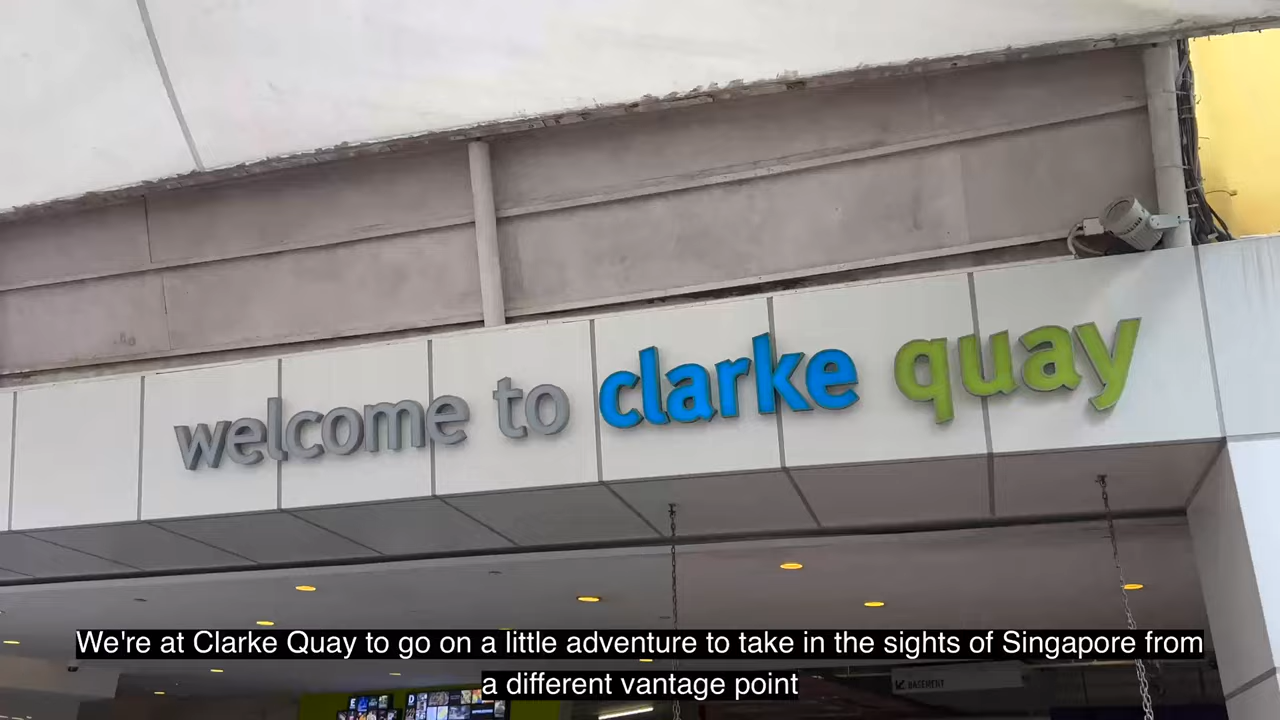 welcome to clarke quay
BASEMENT
We're at Clarke Quay to go on a little adventure to take in the sights of Singapore from
a different vantage point